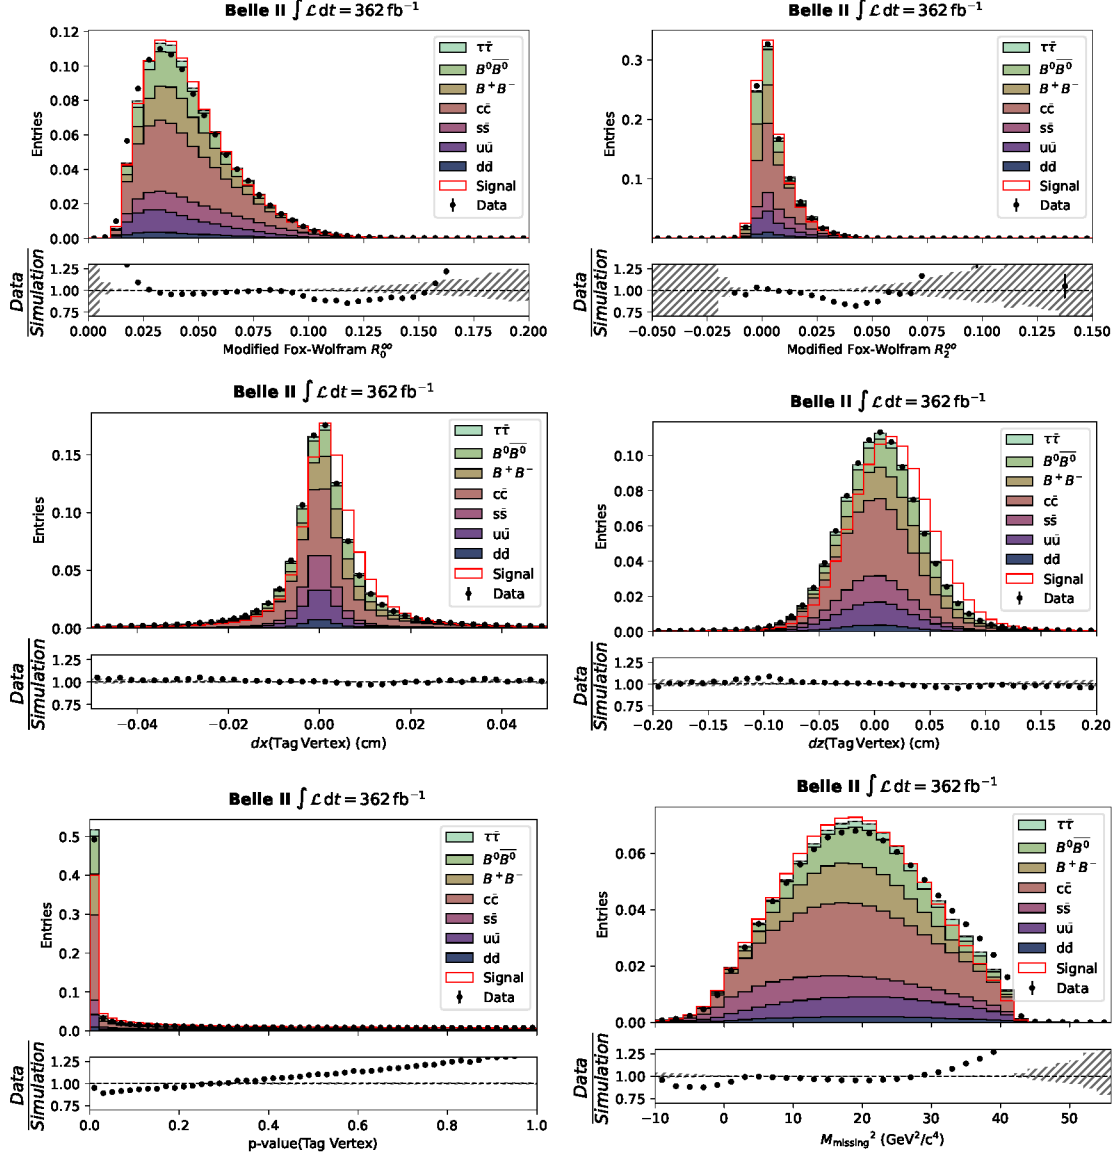 Belle II ∫ ℒ dt = 362 fb⁻¹
0.12
0.10
0.08
0.06
0.04
0.02
0.00
Entries
ττ̄
B⁰B̅⁰
B⁺B⁻
cc̄
ss̄
uū
dd̄
Signal
Data
1.25
1.00
0.75
Data
Simulation
0.000 0.025 0.050 0.075 0.100 0.125 0.150 0.175 0.200
Modified Fox-Wolfram R₀ᵒᵒ
Belle II ∫ ℒ dt = 362 fb⁻¹
0.3
0.2
0.1
Entries
ττ̄
B⁰B̅⁰
B⁺B⁻
cc̄
ss̄
uū
dd̄
Signal
Data
1.25
1.00
0.75
Data
Simulation
−0.050 −0.025 0.000 0.025 0.050 0.075 0.100 0.125 0.150
Modified Fox-Wolfram R₂ᵒᵒ
Belle II ∫ ℒ dt = 362 fb⁻¹
0.15
0.10
0.05
0.00
Entries
ττ̄
B⁰B̅⁰
B⁺B⁻
cc̄
ss̄
uū
dd̄
Signal
Data
1.25
1.00
0.75
Data
Simulation
−0.04 −0.02 0.00 0.02 0.04
dx(Tag Vertex) (cm)
Belle II ∫ ℒ dt = 362 fb⁻¹
0.10
0.08
0.06
0.04
0.02
0.00
Entries
ττ̄
B⁰B̅⁰
B⁺B⁻
cc̄
ss̄
uū
dd̄
Signal
Data
1.25
1.00
0.75
Data
Simulation
−0.20 −0.15 −0.10 −0.05 0.00 0.05 0.10 0.15 0.20
dz(Tag Vertex) (cm)
Belle II ∫ ℒ dt = 362 fb⁻¹
0.5
0.4
0.3
0.2
0.1
0.0
Entries
ττ̄
B⁰B̅⁰
B⁺B⁻
cc̄
ss̄
uū
dd̄
Signal
Data
1.25
1.00
0.75
Data
Simulation
0.0 0.2 0.4 0.6 0.8 1.0
p-value(Tag Vertex)
Belle II ∫ ℒ dt = 362 fb⁻¹
0.06
0.04
0.02
0.00
Entries
ττ̄
B⁰B̅⁰
B⁺B⁻
cc̄
ss̄
uū
dd̄
Signal
Data
1.25
1.00
0.75
Data
Simulation
−10 0 10 20 30 40 50
M_missing² (GeV²/c⁴)